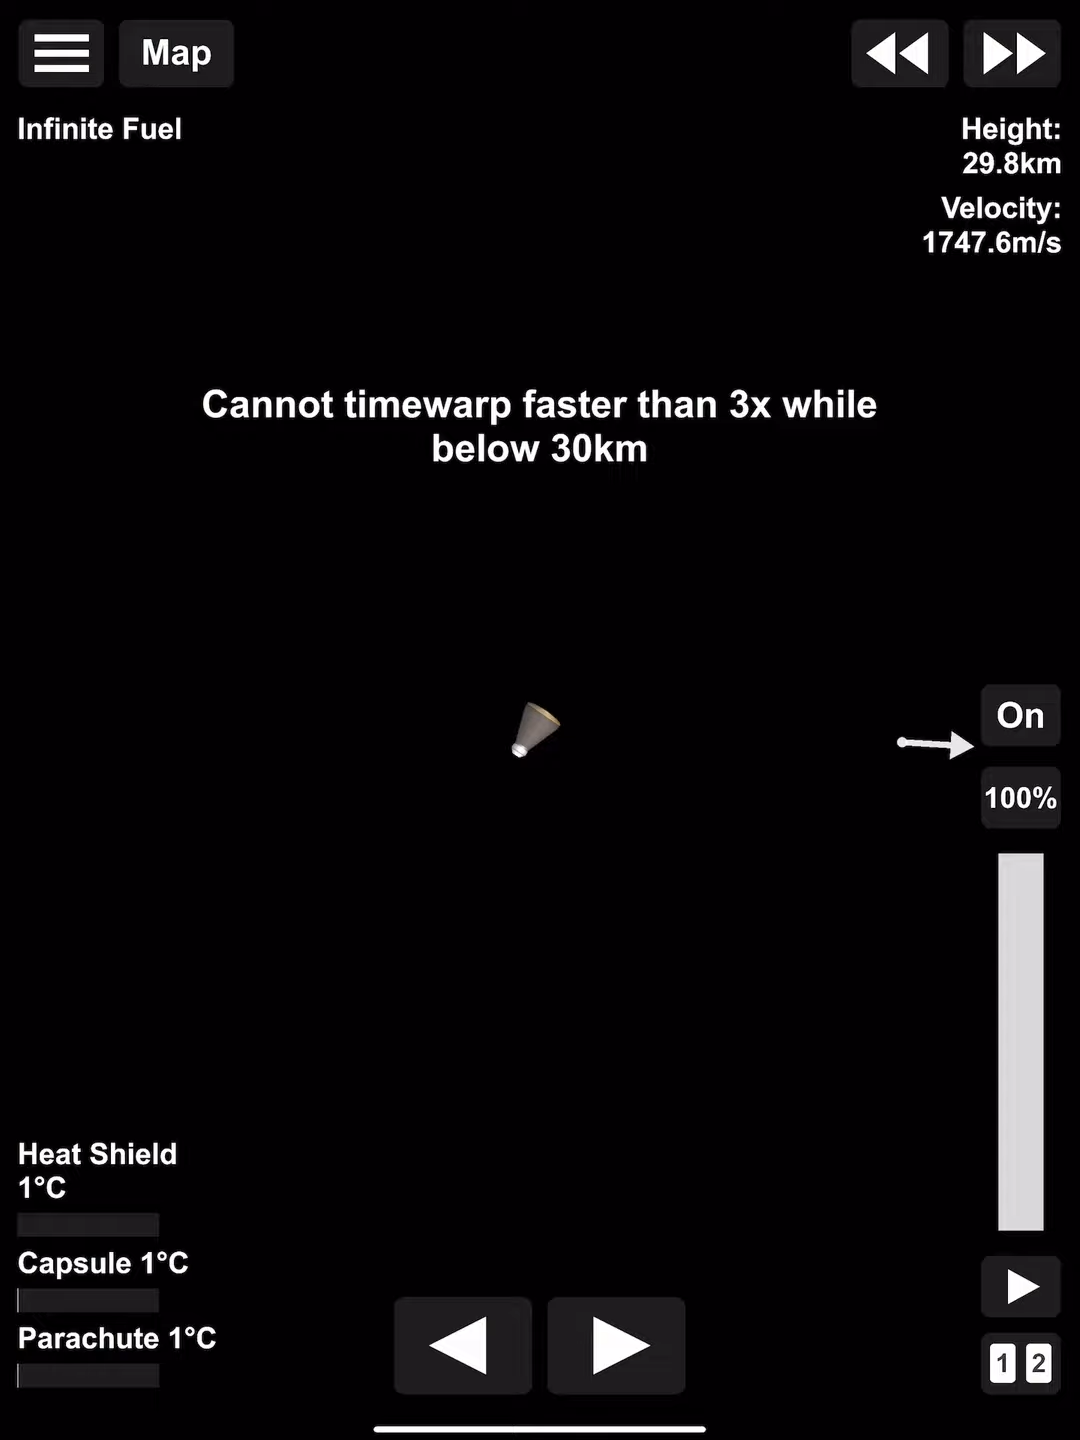 Map
Infinite Fuel
Height:
29.8km
Velocity:
1747.6m/s
Cannot timewarp faster than 3x while
below 30km
On
100%
Heat Shield
1°C
Capsule 1°C
Parachute 1°C
1 2